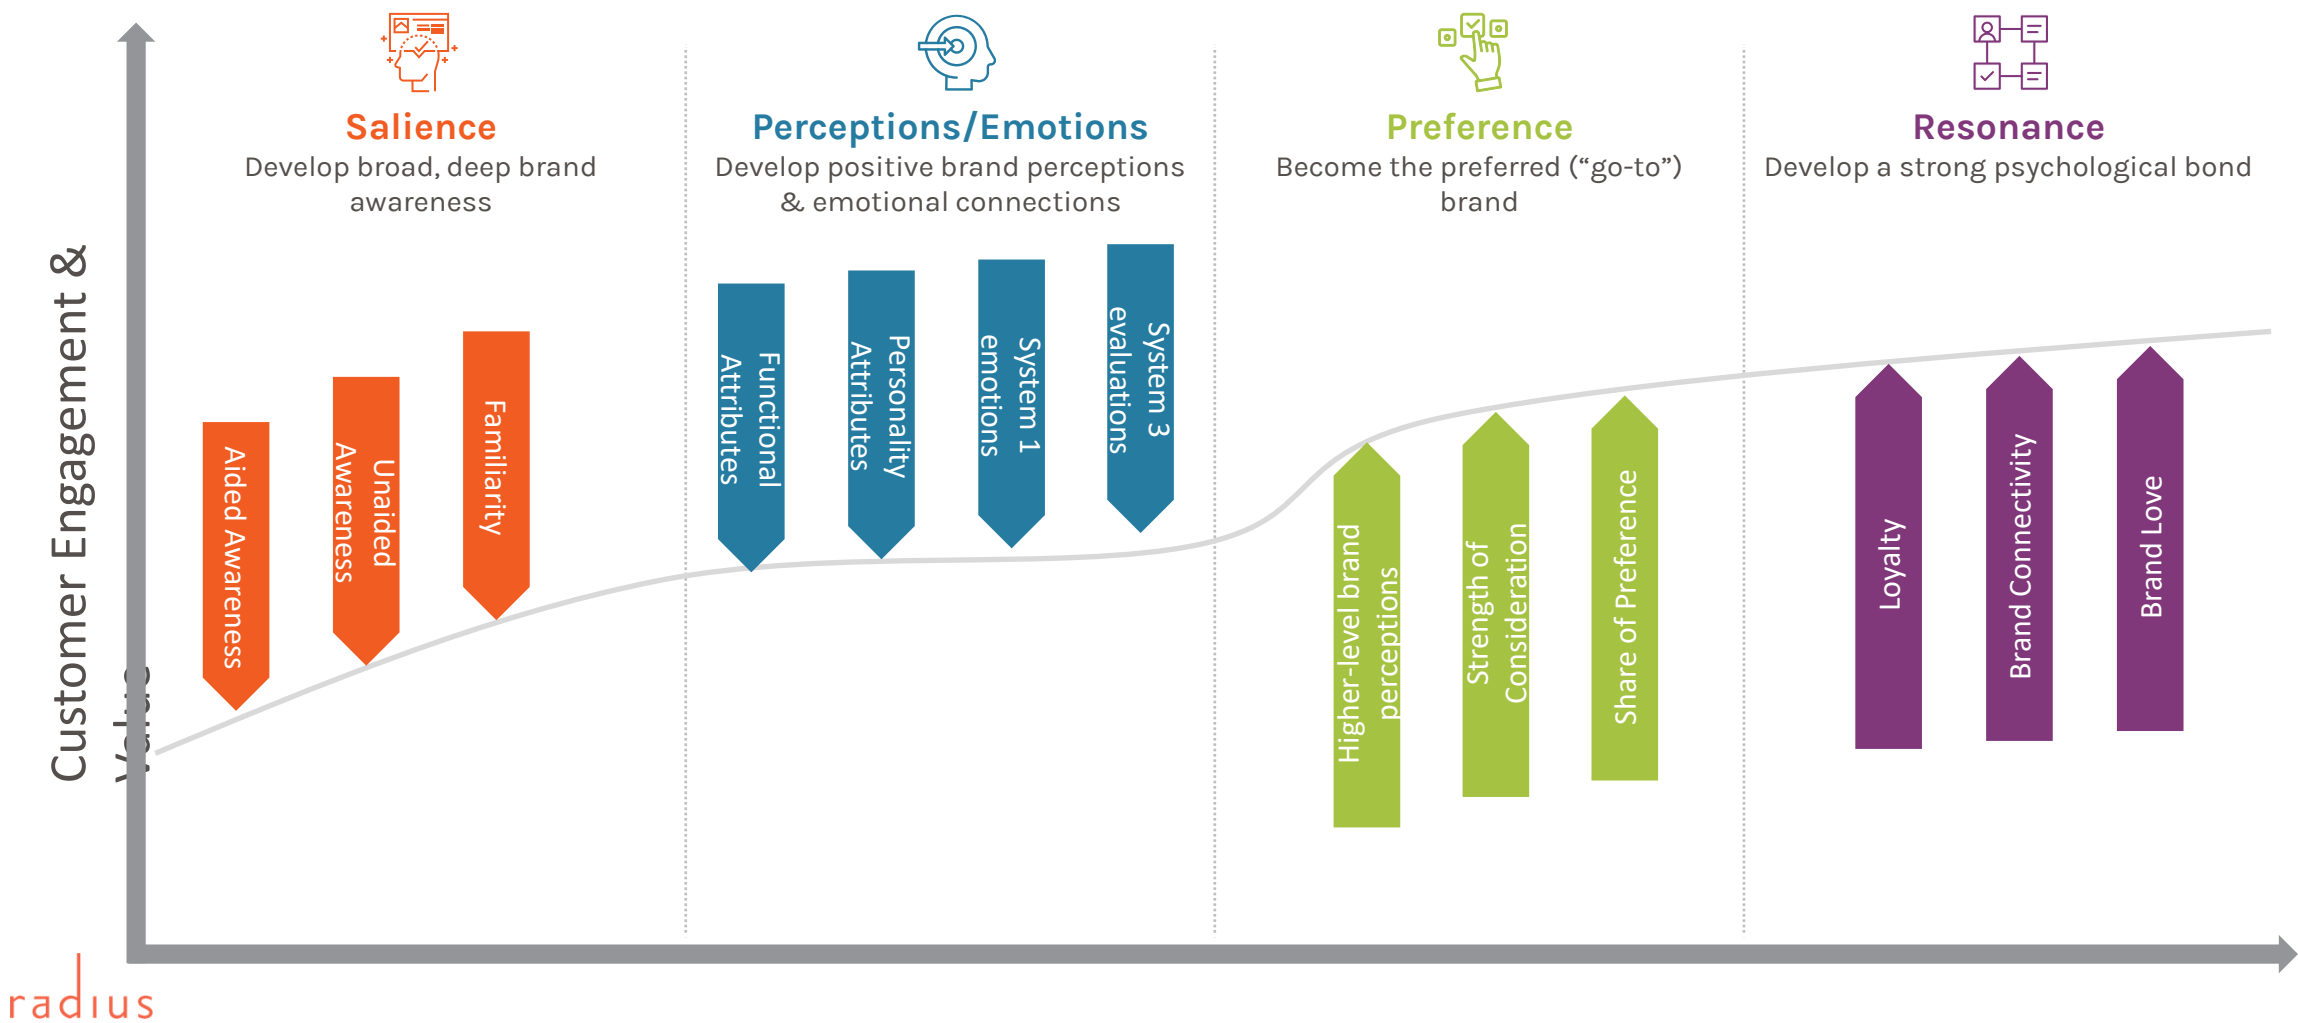 Salience
Develop broad, deep brand
awareness
Perceptions/Emotions
Develop positive brand perceptions
& emotional connections
Preference
Become the preferred (“go-to”)
brand
Resonance
Develop a strong psychological bond
Customer Engagement &
Value
Aided Awareness
Unaided
Awareness
Familiarity
Functional
Attributes
Personality
Attributes
System 1
emotions
System 3
evaluations
Higher-level brand
perceptions
Strength of
Consideration
Share of Preference
Loyalty
Brand Connectivity
Brand Love
radius